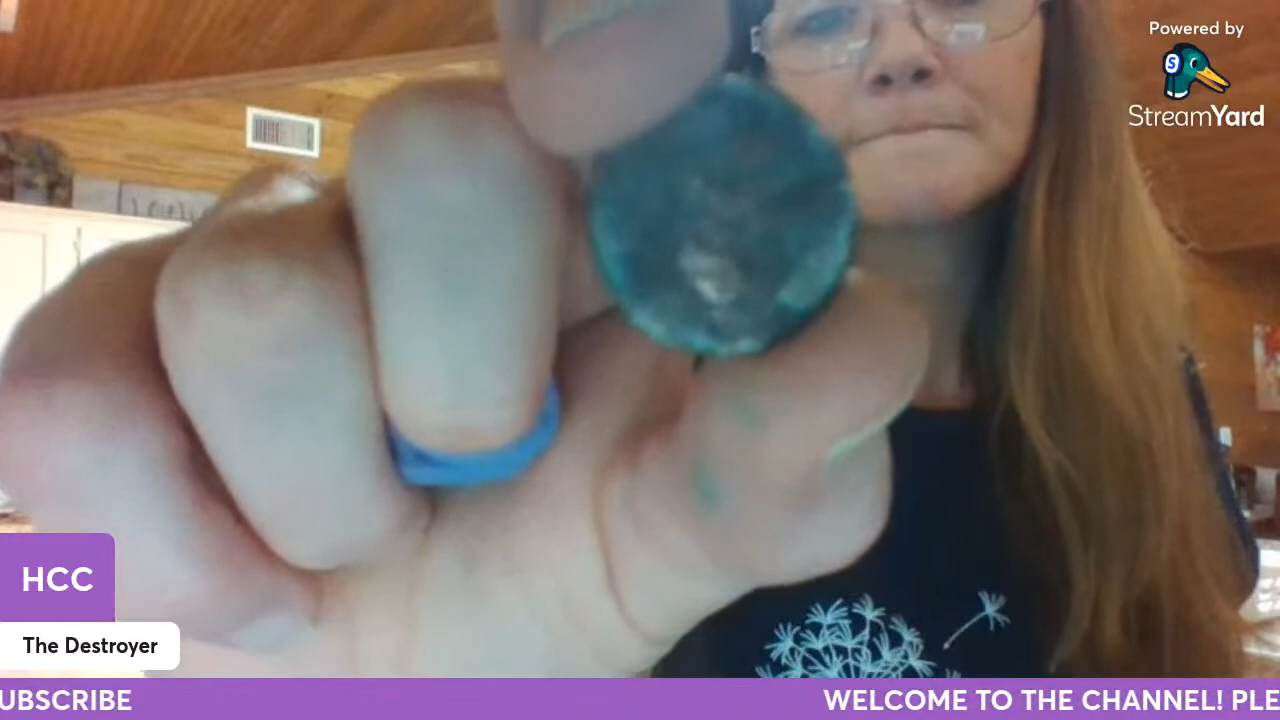 Powered by
StreamYard
HCC
The Destroyer
UBSCRIBE
WELCOME TO THE CHANNEL! PLE